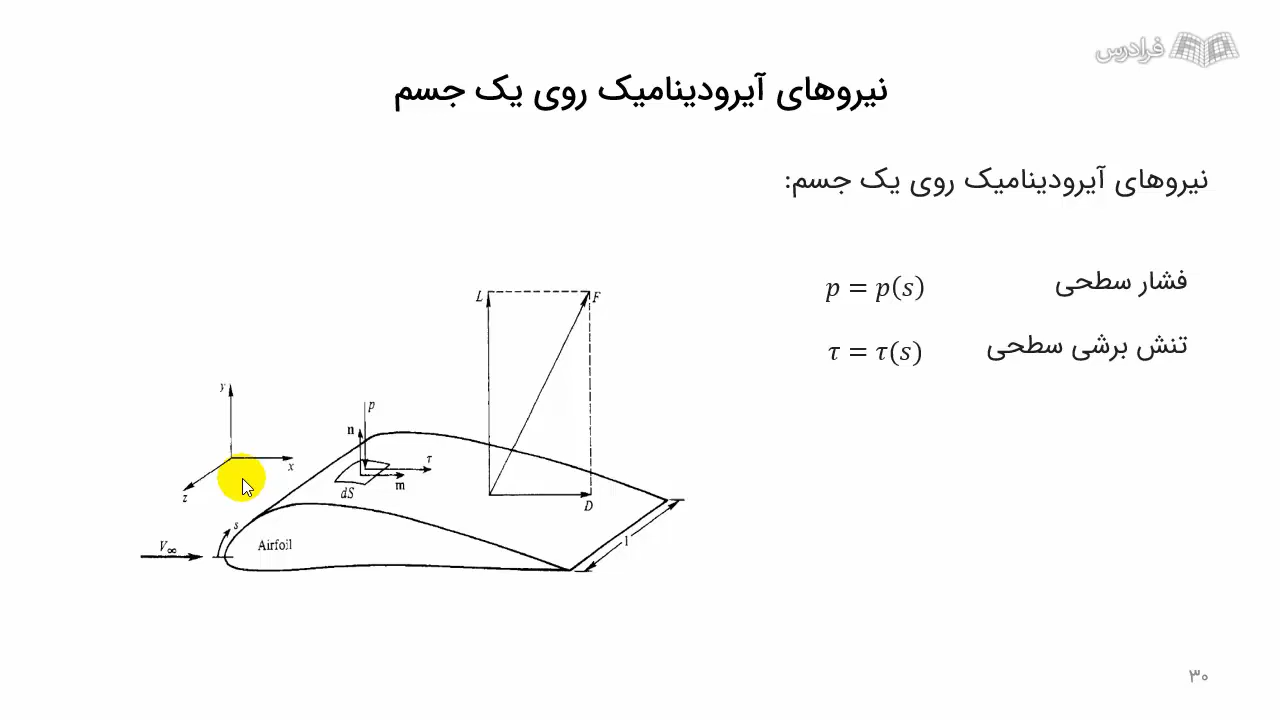 فرادرس
نیروهای آیرودینامیک روی یک جسم
نیروهای آیرودینامیک روی یک جسم:
فشار سطحی p = p(s)
تنش برشی سطحی τ = τ(s)
L F
y
p
n
x
τ
m
z
dS
D
s
V∞
Airfoil
1
۳۰